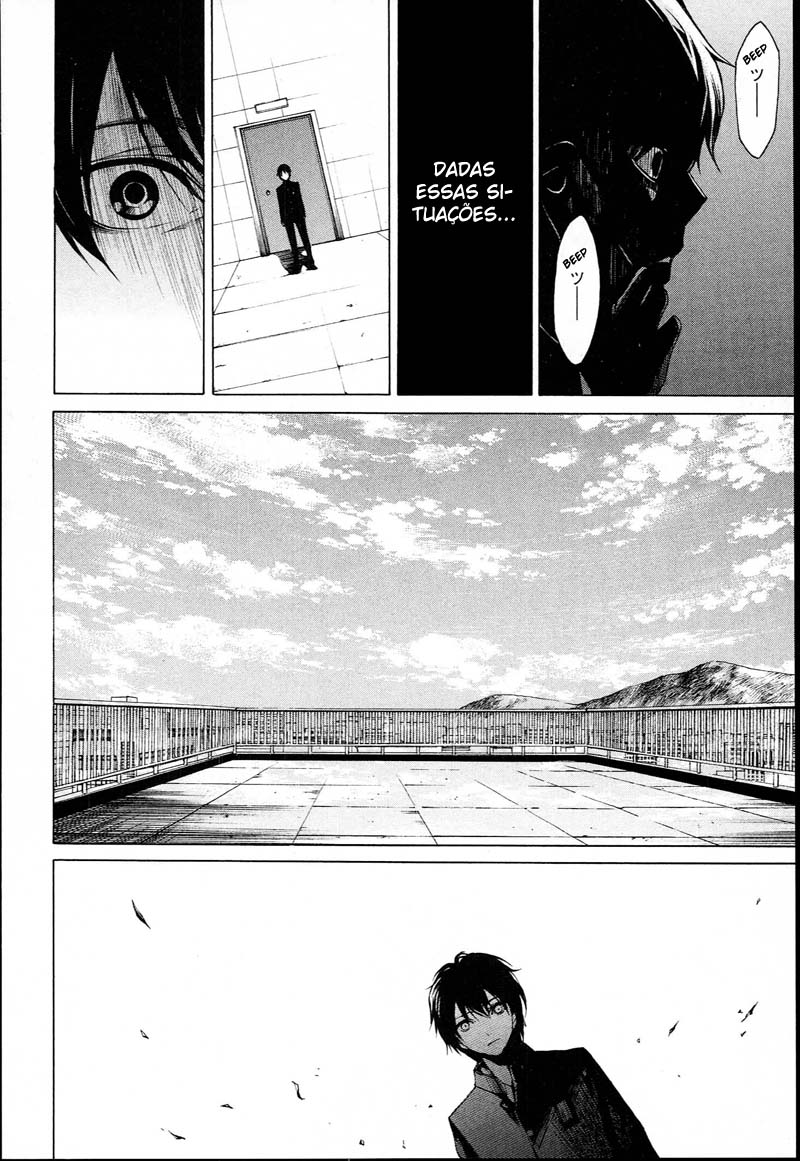 BEEP
ツ——
BEEP
ツ——
DADAS
ESSAS SI-
TUAÇÕES...